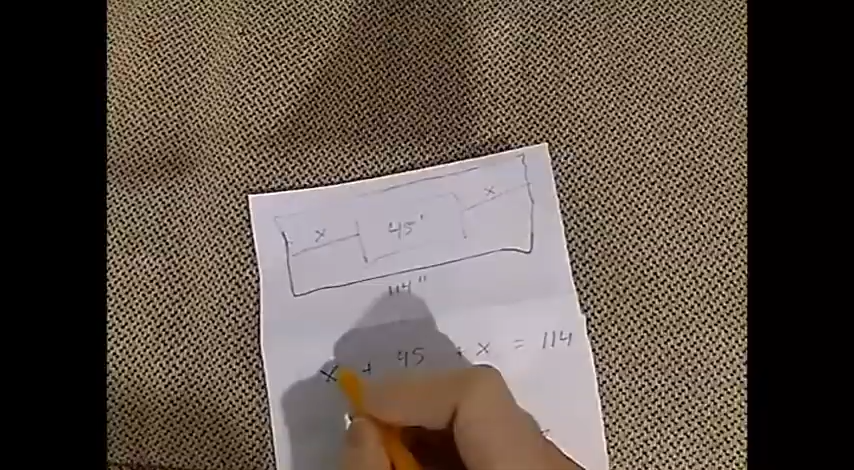 x 45" x
114"
x + 45 + x = 114